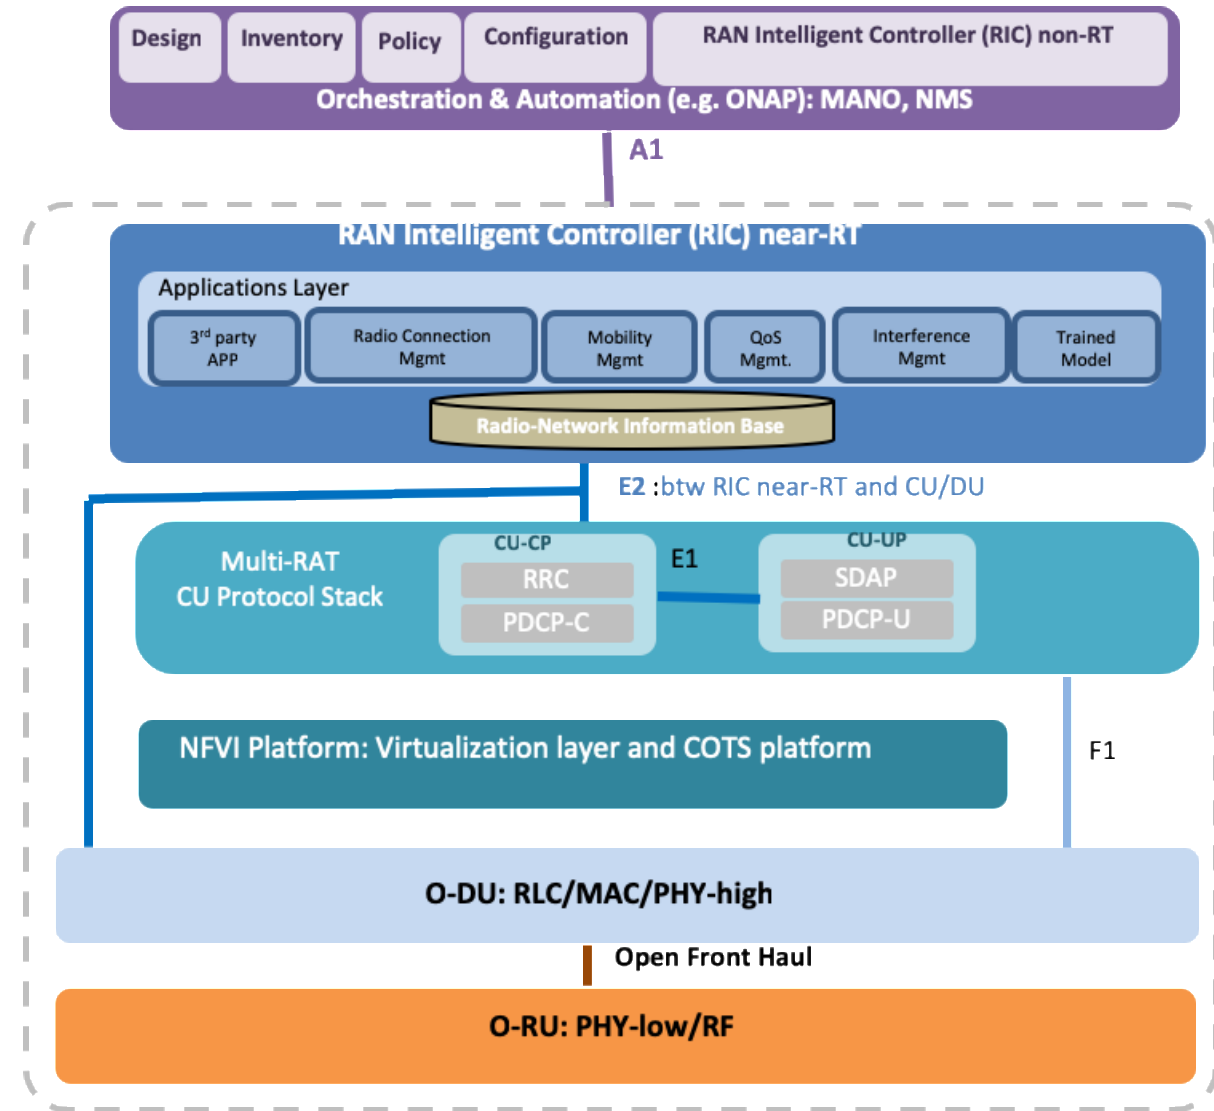 Design
Inventory
Policy
Configuration
RAN Intelligent Controller (RIC) non-RT
Orchestration & Automation (e.g. ONAP): MANO, NMS
A1
RAN Intelligent Controller (RIC) near-RT
Applications Layer
3rd party
APP
Radio Connection
Mgmt
Mobility
Mgmt
QoS
Mgmt.
Interference
Mgmt
Trained
Model
Radio-Network Information Base
E2 :btw RIC near-RT and CU/DU
Multi-RAT
CU Protocol Stack
CU-CP
RRC
PDCP-C
E1
CU-UP
SDAP
PDCP-U
NFVI Platform: Virtualization layer and COTS platform
F1
O-DU: RLC/MAC/PHY-high
Open Front Haul
O-RU: PHY-low/RF